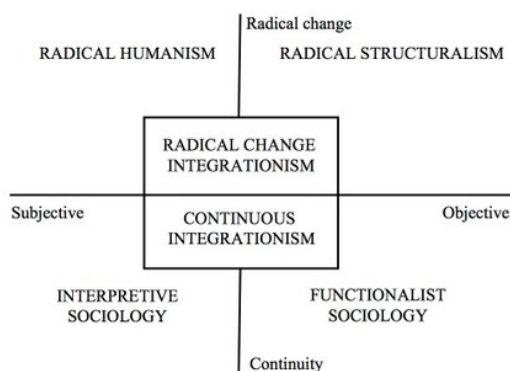 Radical change
RADICAL HUMANISM
RADICAL STRUCTURALISM
RADICAL CHANGE
INTEGRATIONISM
Subjective
Objective
CONTINUOUS
INTEGRATIONISM
INTERPRETIVE
SOCIOLOGY
FUNCTIONALIST
SOCIOLOGY
Continuity